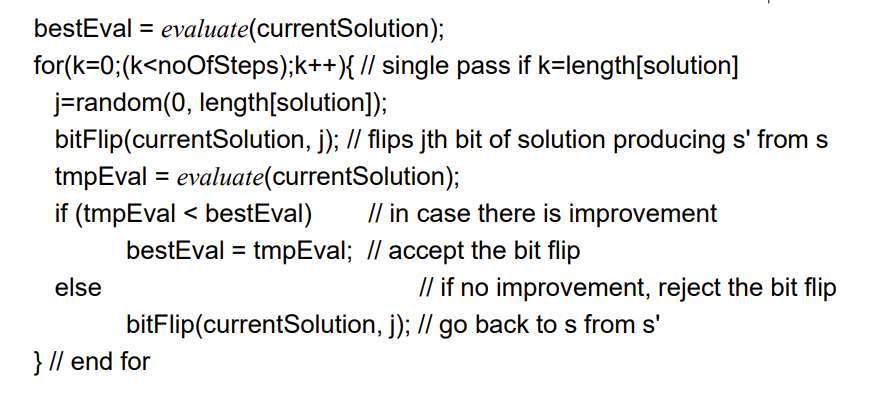 bestEval = evaluate(currentSolution);
for(k=0;(k<noOfSteps);k++){ // single pass if k=length[solution]
j=random(0, length[solution]);
bitFlip(currentSolution, j); // flips jth bit of solution producing s' from s
tmpEval = evaluate(currentSolution);
if (tmpEval < bestEval) // in case there is improvement
bestEval = tmpEval; // accept the bit flip
else // if no improvement, reject the bit flip
bitFlip(currentSolution, j); // go back to s from s'
} // end for